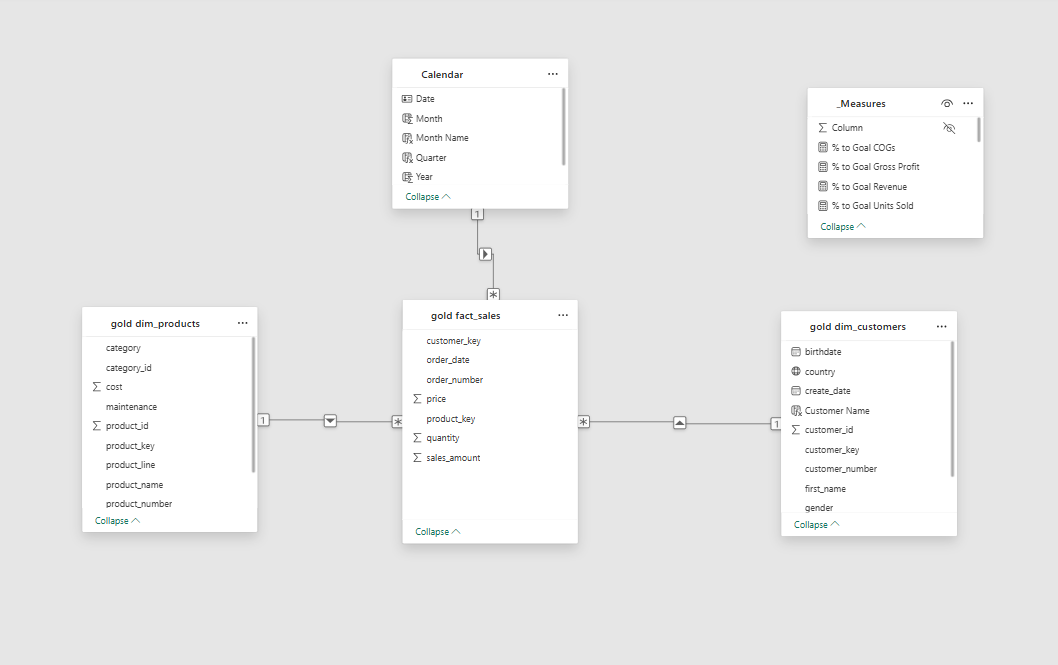 Calendar
Date
Month
Month Name
Quarter
Year
Collapse
1
*
_Measures
Column
% to Goal COGs
% to Goal Gross Profit
% to Goal Revenue
% to Goal Units Sold
Collapse
gold dim_products
category
category_id
cost
maintenance
product_id
product_key
product_line
product_name
product_number
Collapse
1
*
gold fact_sales
customer_key
order_date
order_number
price
product_key
quantity
sales_amount
Collapse
*
1
gold dim_customers
birthdate
country
create_date
Customer Name
customer_id
customer_key
customer_number
first_name
gender
Collapse